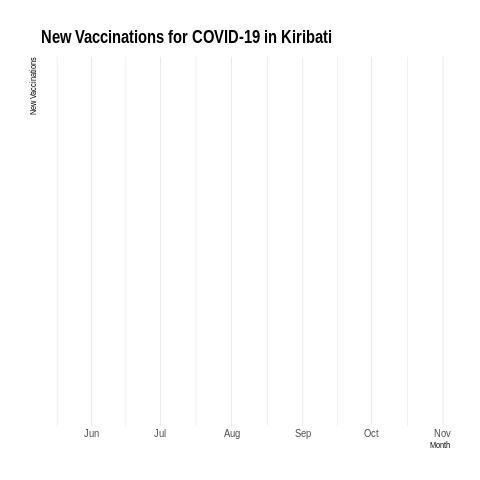 New Vaccinations for COVID-19 in Kiribati
New Vaccinations
Jun Jul Aug Sep Oct Nov
Month